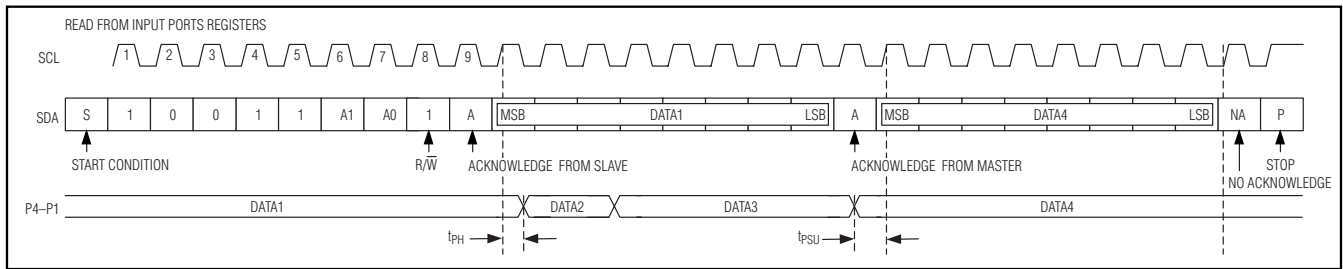 READ FROM INPUT PORTS REGISTERS
SCL 1 2 3 4 5 6 7 8 9
SDA S 1 0 0 1 1 A1 A0 1 A MSB DATA1 LSB A MSB DATA4 LSB NA P
START CONDITION R/W̅ ACKNOWLEDGE FROM SLAVE ACKNOWLEDGE FROM MASTER STOP
NO ACKNOWLEDGE
P4–P1 DATA1 DATA2 DATA3 DATA4
tPH tPSU